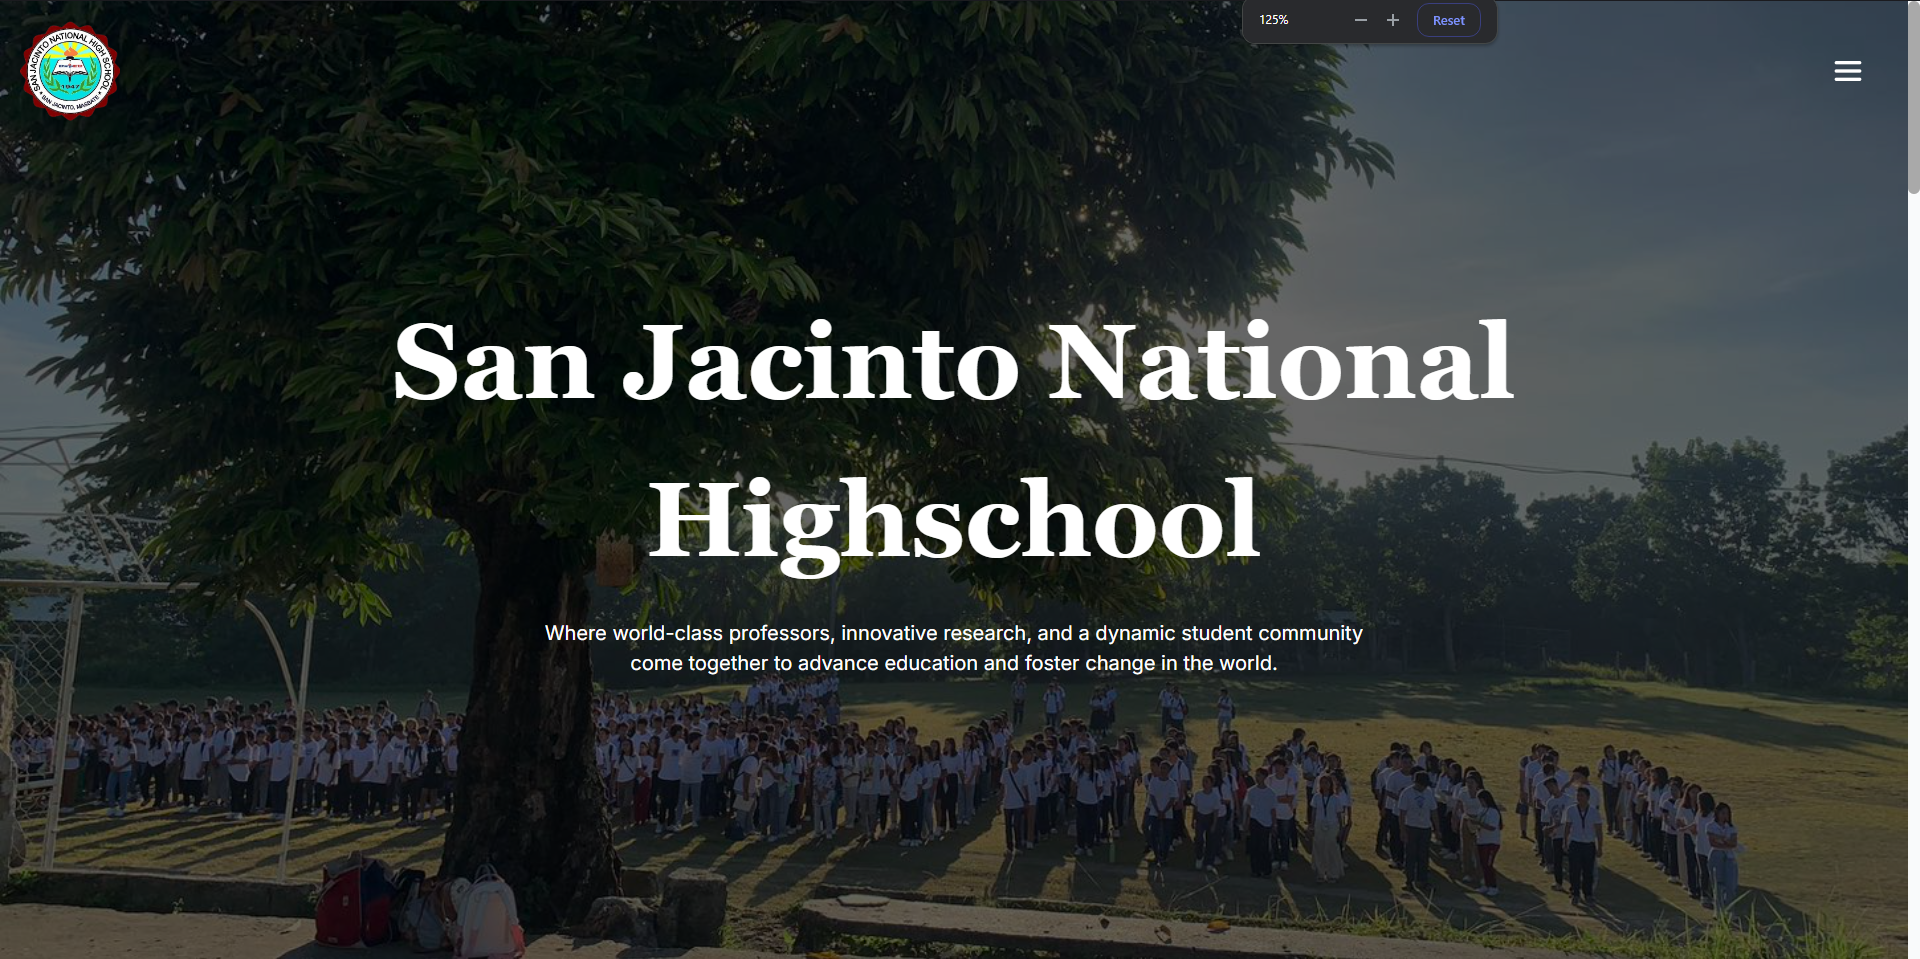 SAN JACINTO NATIONAL HIGH SCHOOL
1947
SAN JACINTO, MASBATE
125%
Reset
San Jacinto National
Highschool
Where world-class professors, innovative research, and a dynamic student community
come together to advance education and foster change in the world.